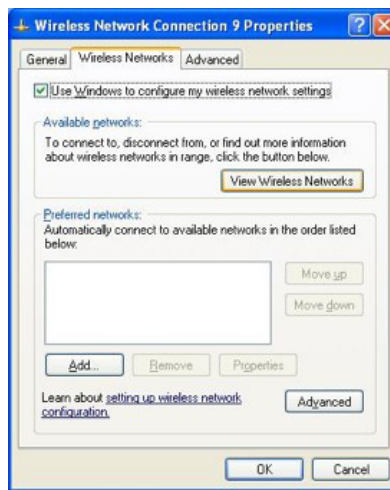 Wireless Network Connection 9 Properties
General Wireless Networks Advanced
Use Windows to configure my wireless network settings
Available networks:
To connect to, disconnect from, or find out more information
about wireless networks in range, click the button below.
View Wireless Networks
Preferred networks:
Automatically connect to available networks in the order listed
below:
Move up
Move down
Add... Remove Properties
Learn about setting up wireless network
configuration.
Advanced
OK Cancel